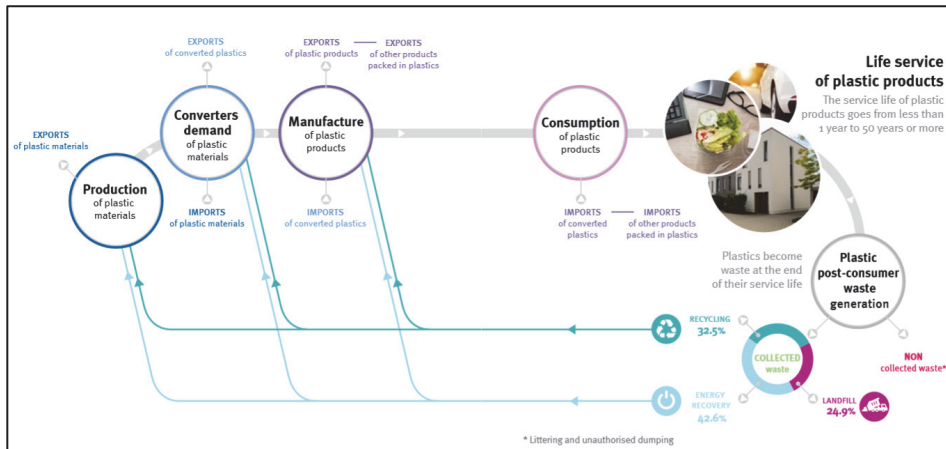 EXPORTS
of converted plastics
EXPORTS
of plastic products
EXPORTS
of other products
packed in plastics
Life service
of plastic products
The service life of plastic
products goes from less than
1 year to 50 years or more
EXPORTS
of plastic materials
Converters
demand
of plastic
materials
Manufacture
of plastic
products
Consumption
of plastic
products
Production
of plastic
materials
IMPORTS
of plastic materials
IMPORTS
of converted plastics
IMPORTS
of converted
plastics
IMPORTS
of other products
packed in plastics
Plastics become
waste at the end
of their service life
Plastic
post-consumer
waste
generation
RECYCLING
32.5%
COLLECTED
waste
NON
collected waste*
ENERGY
RECOVERY
42.6%
LANDFILL
24.9%
* Littering and unauthorised dumping